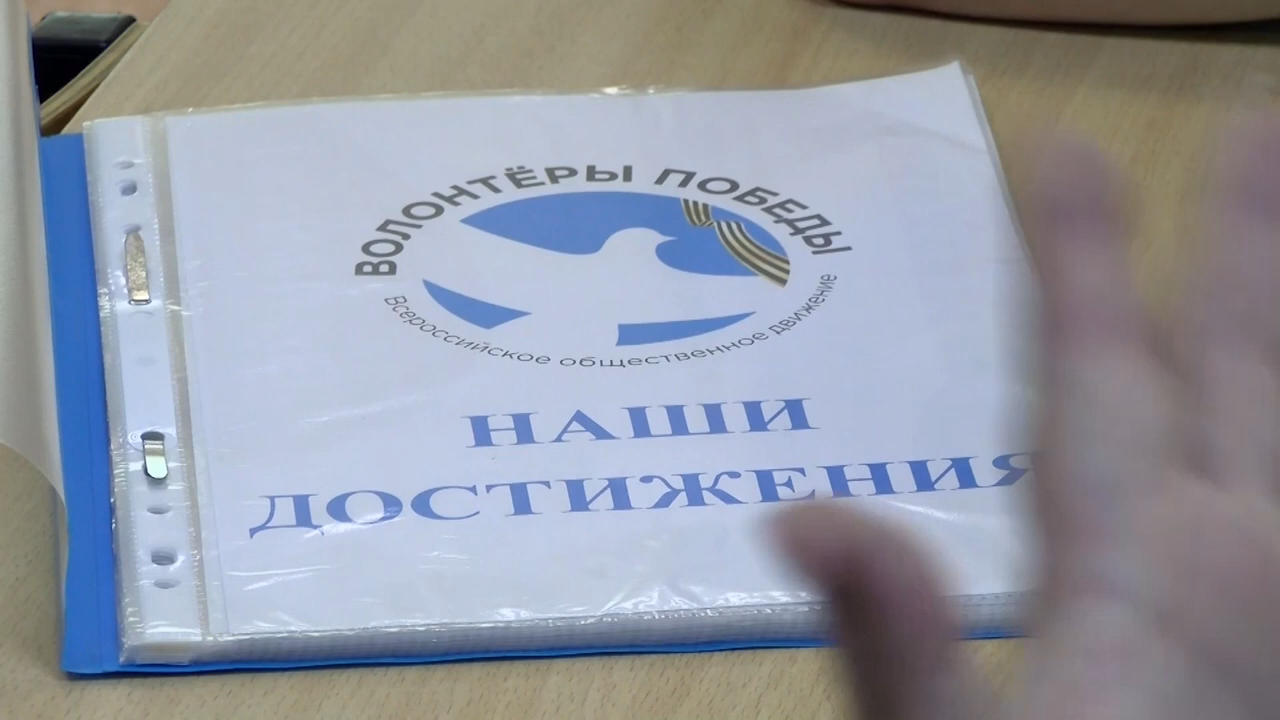 ВОЛОНТЁРЫ ПОБЕДЫ
Всероссийское общественное движение
НАШИ
ДОСТИЖЕНИЯ